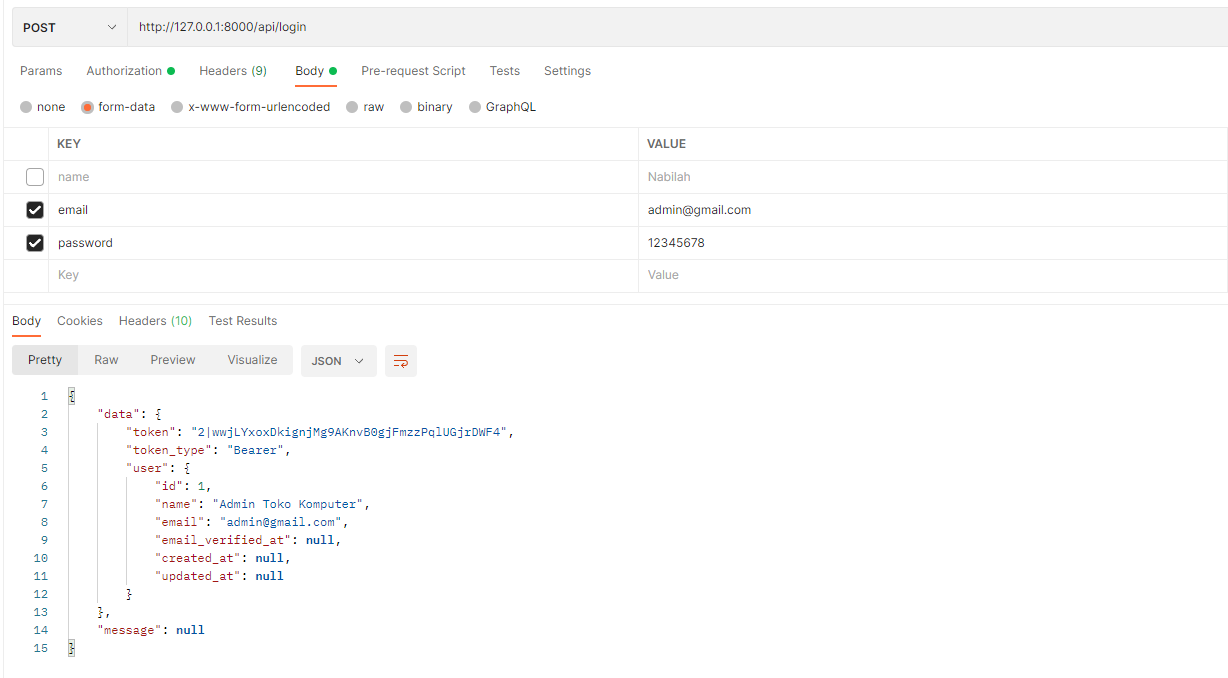 POST http://127.0.0.1:8000/api/login
Params Authorization Headers (9) Body Pre-request Script Tests Settings
none form-data x-www-form-urlencoded raw binary GraphQL
KEY VALUE
name Nabilah
email admin@gmail.com
password 12345678
Key Value
Body Cookies Headers (10) Test Results
Pretty Raw Preview Visualize JSON
1 {
2 "data": {
3 "token": "2|wwjLYxoxDkignjMg9AKnvB0gjFmzzPqlUGjrDWF4",
4 "token_type": "Bearer",
5 "user": {
6 "id": 1,
7 "name": "Admin Toko Komputer",
8 "email": "admin@gmail.com",
9 "email_verified_at": null,
10 "created_at": null,
11 "updated_at": null
12 }
13 },
14 "message": null
15 }